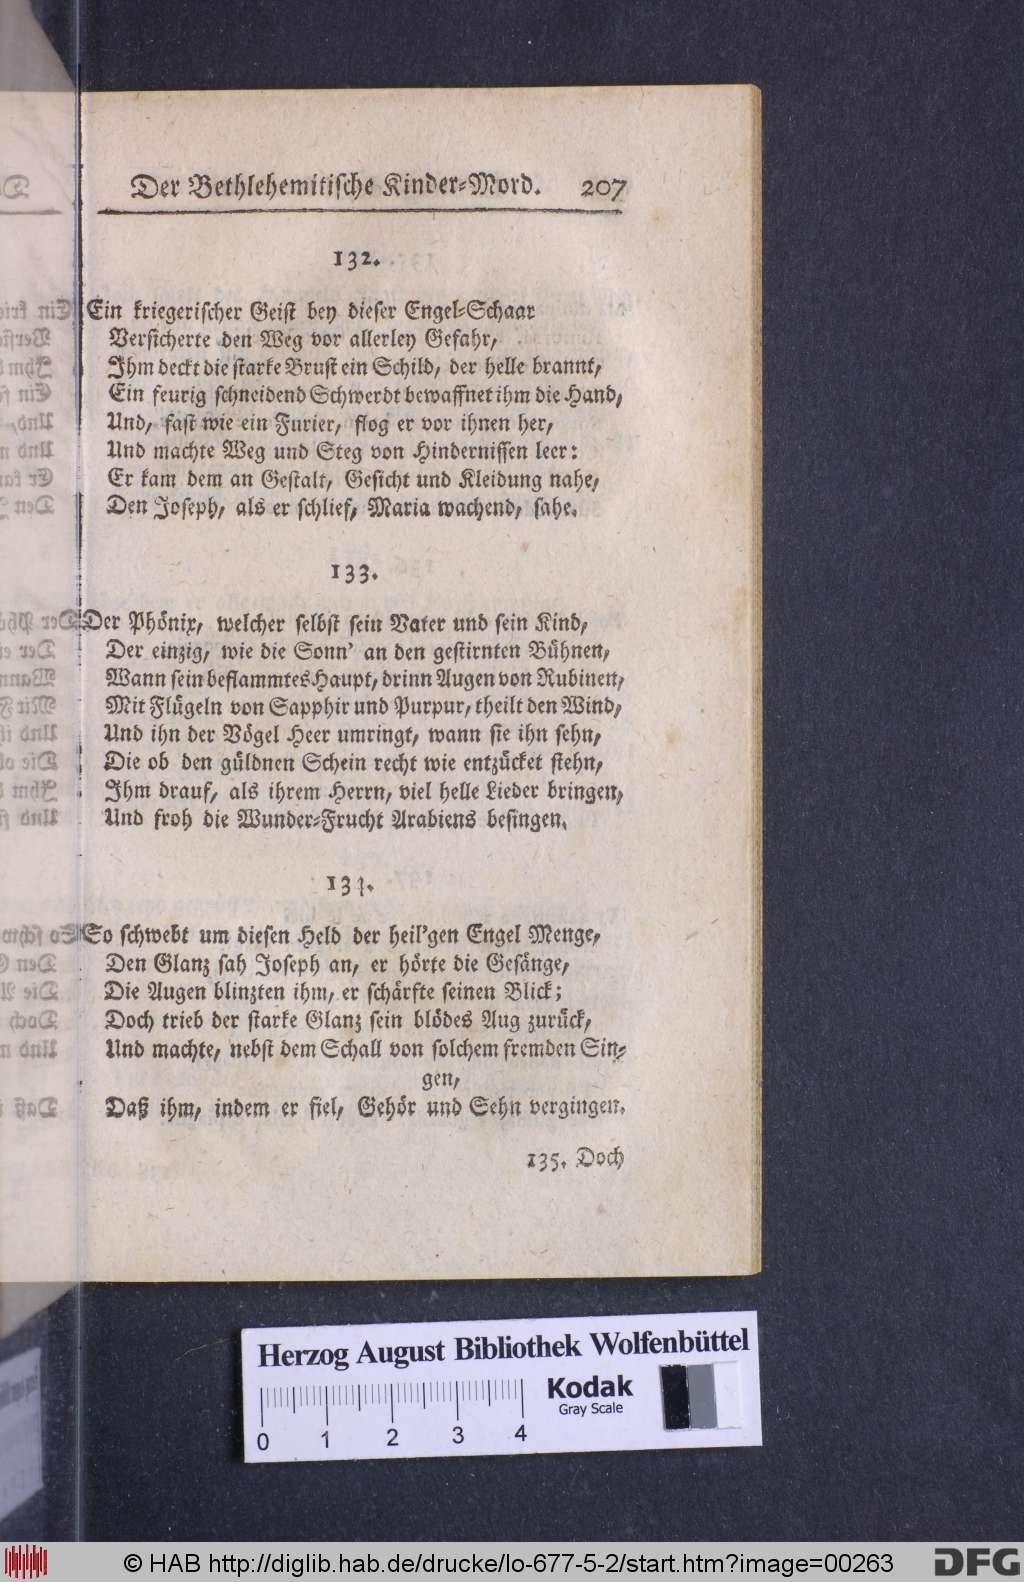 Der Bethlehemitische Kinder-Mord. 207
132.
Ein kriegerischer Geist bey dieser Engel-Schaar
Versicherte den Weg vor allerley Gefahr,
Ihm deckt die starke Brust ein Schild, der helle brannt,
Ein feurig schneidend Schwerdt bewaffnet ihm die Hand,
Und, fast wie ein Furier, flog er vor ihnen her,
Und machte Weg und Steg von Hindernissen leer:
Er kam dem an Gestalt, Gesicht und Kleidung nahe,
Den Joseph, als er schlief, Maria wachend, sahe.
133.
Der Phönix, welcher selbst sein Vater und sein Kind,
Der einzig, wie die Sonn' an den gestirnten Bühnen,
Wann sein beflammtes Haupt, drinn Augen von Rubinen,
Mit Flügeln von Sapphir und Purpur, theilt den Wind,
Und ihn der Vögel Heer umringt, wann sie ihn sehn,
Die ob den güldnen Schein recht wie entzücket stehn,
Ihm drauf, als ihrem Herrn, viel helle Lieder bringen,
Und froh die Wunder-Frucht Arabiens besingen.
134.
So schwebt um diesen Held der heil'gen Engel Menge,
Den Glanz sah Joseph an, er hörte die Gesänge,
Die Augen blinzten ihm, er schärfte seinen Blick;
Doch trieb der starke Glanz sein blödes Aug zurück,
Und machte, nebst dem Schall von solchem fremden Sin-
gen,
Daß ihm, indem er fiel, Gehör und Sehn vergingen.
135. Doch
Herzog August Bibliothek Wolfenbüttel
Kodak
Gray Scale
0 1 2 3 4
© HAB http://diglib.hab.de/drucke/lo-677-5-2/start.htm?image=00263
DFG